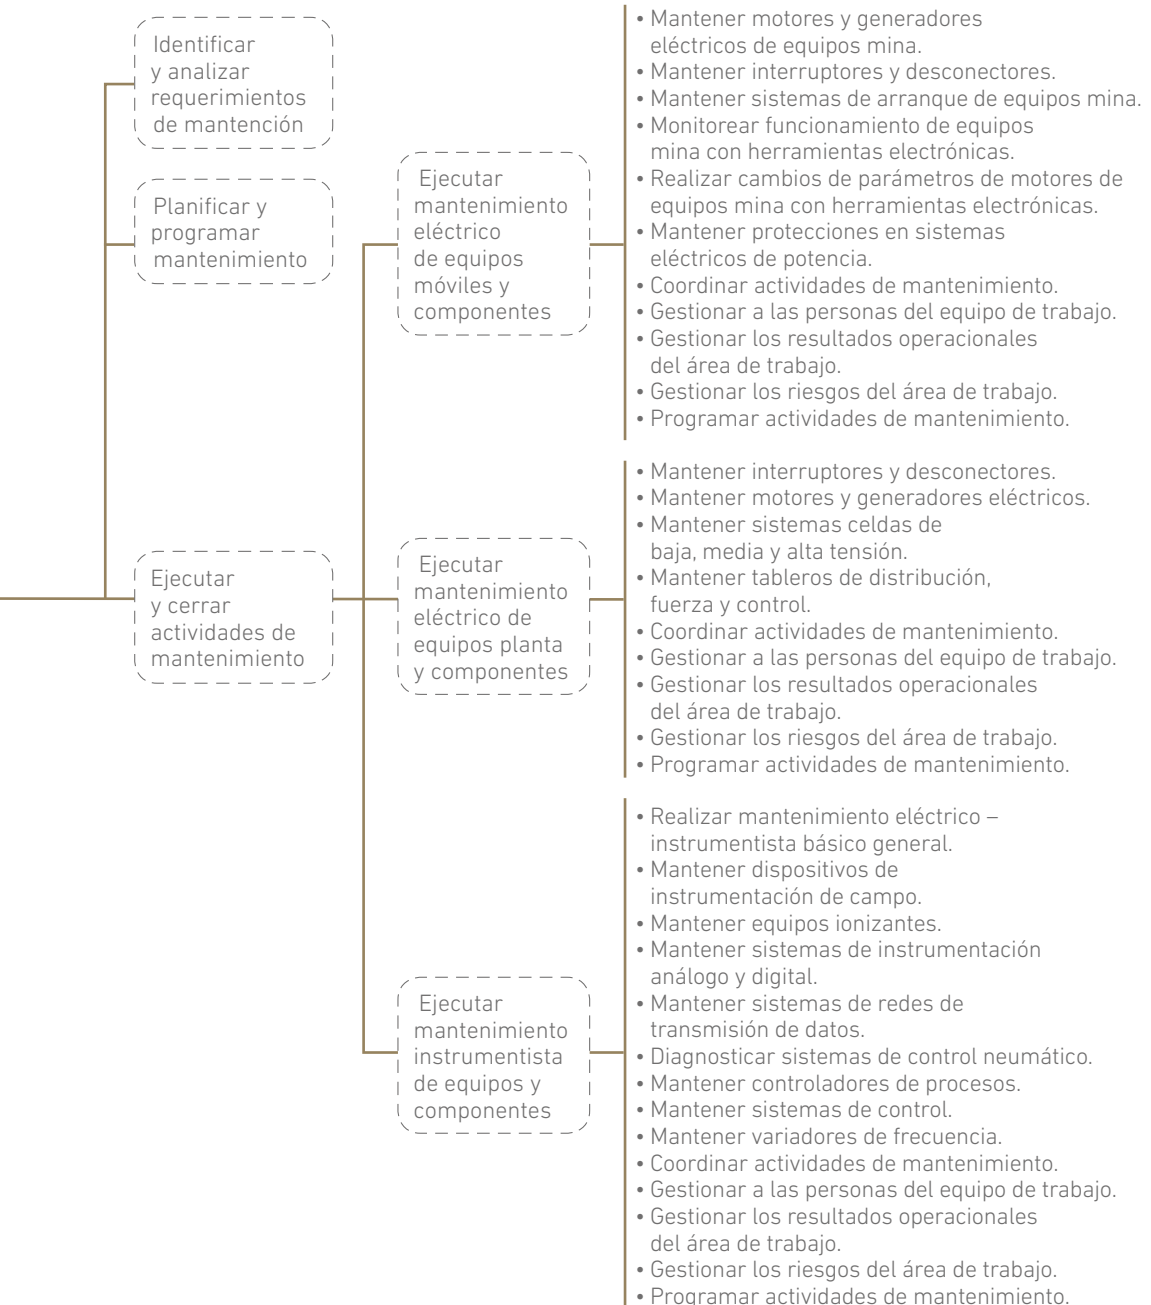 Identificar
y analizar
requerimientos
de mantención
Planificar y
programar
mantenimiento
Ejecutar
y cerrar
actividades de
mantenimiento
Ejecutar
mantenimiento
eléctrico
de equipos
móviles y
componentes
• Mantener motores y generadores
eléctricos de equipos mina.
• Mantener interruptores y desconectores.
• Mantener sistemas de arranque de equipos mina.
• Monitorear funcionamiento de equipos
mina con herramientas electrónicas.
• Realizar cambios de parámetros de motores de
equipos mina con herramientas electrónicas.
• Mantener protecciones en sistemas
eléctricos de potencia.
• Coordinar actividades de mantenimiento.
• Gestionar a las personas del equipo de trabajo.
• Gestionar los resultados operacionales
del área de trabajo.
• Gestionar los riesgos del área de trabajo.
• Programar actividades de mantenimiento.
Ejecutar
mantenimiento
eléctrico de
equipos planta
y componentes
• Mantener interruptores y desconectores.
• Mantener motores y generadores eléctricos.
• Mantener sistemas celdas de
baja, media y alta tensión.
• Mantener tableros de distribución,
fuerza y control.
• Coordinar actividades de mantenimiento.
• Gestionar a las personas del equipo de trabajo.
• Gestionar los resultados operacionales
del área de trabajo.
• Gestionar los riesgos del área de trabajo.
• Programar actividades de mantenimiento.
Ejecutar
mantenimiento
instrumentista
de equipos y
componentes
• Realizar mantenimiento eléctrico –
instrumentista básico general.
• Mantener dispositivos de
instrumentación de campo.
• Mantener equipos ionizantes.
• Mantener sistemas de instrumentación
análogo y digital.
• Mantener sistemas de redes de
transmisión de datos.
• Diagnosticar sistemas de control neumático.
• Mantener controladores de procesos.
• Mantener sistemas de control.
• Mantener variadores de frecuencia.
• Coordinar actividades de mantenimiento.
• Gestionar a las personas del equipo de trabajo.
• Gestionar los resultados operacionales
del área de trabajo.
• Gestionar los riesgos del área de trabajo.
• Programar actividades de mantenimiento.